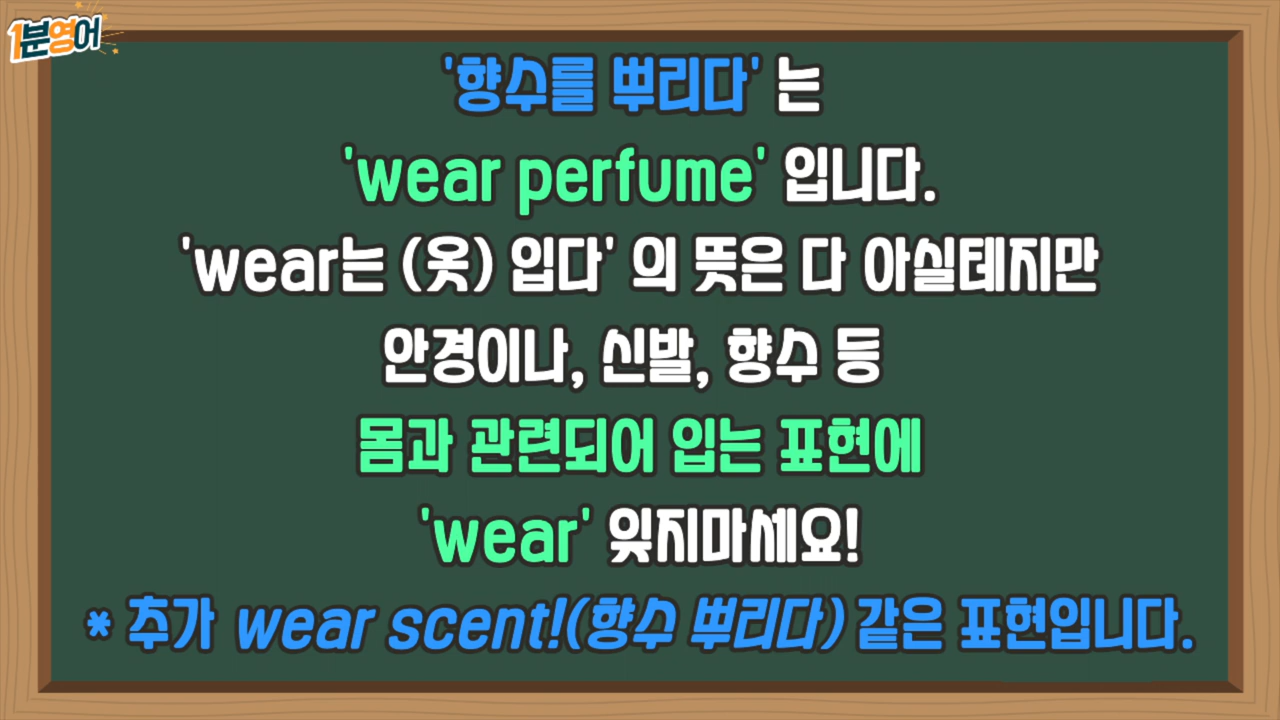 1분영어
'향수를 뿌리다' 는
'wear perfume' 입니다.
'wear는 (옷) 입다' 의 뜻은 다 아실테지만
안경이나, 신발, 향수 등
몸과 관련되어 입는 표현에
'wear' 잊지마세요!
* 추가 wear scent!(향수 뿌리다) 같은 표현입니다.